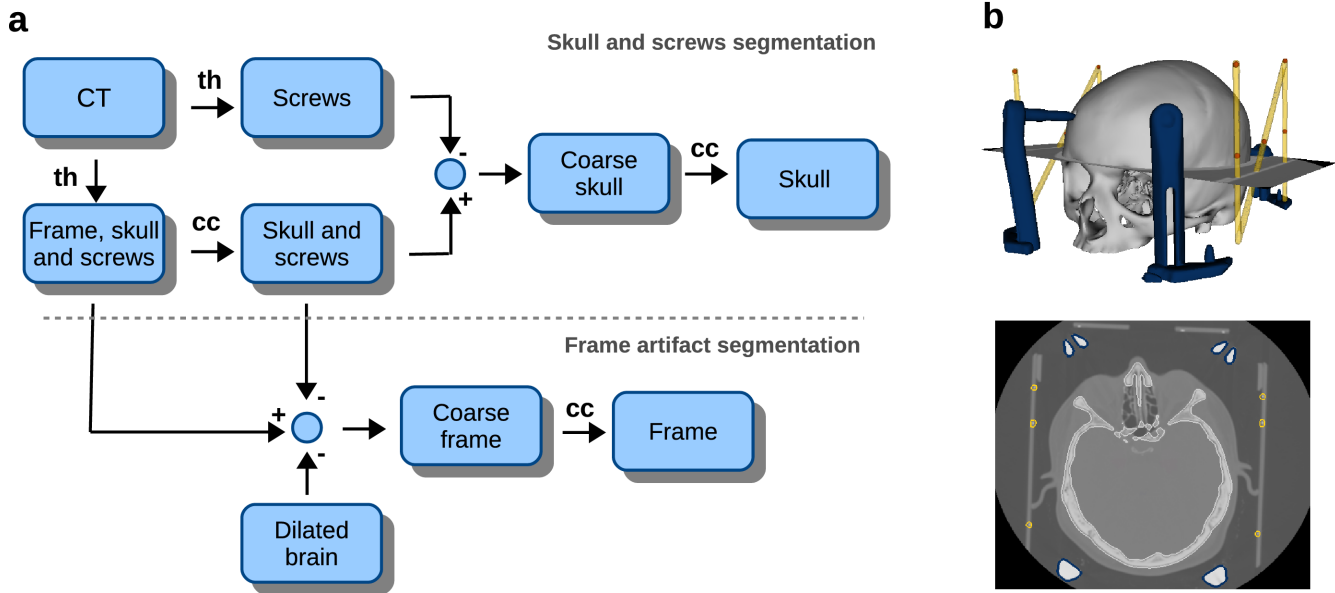 a
Skull and screws segmentation
CT
th
Screws
-
th
Coarse
skull
cc
Skull
+
Frame, skull
and screws
cc
Skull and
screws
Frame artifact segmentation
-
+
Coarse
frame
cc
Frame
-
Dilated
brain
b